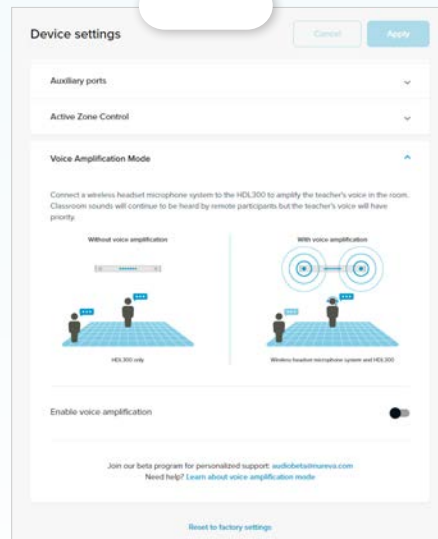 Device settings
Cancel
Apply
Auxiliary ports
Active Zone Control
Voice Amplification Mode
Connect a wireless headset microphone system to the HDL300 to amplify the teacher's voice in the room.
Classroom sounds will continue to be heard by remote participants but the teacher's voice will have
priority.
Without voice amplification
With voice amplification
HDL300 only
Wireless headset microphone system and HDL300
Enable voice amplification
Join our beta program for personalized support: audiobeta@nureva.com
Need help? Learn about voice amplification mode
Reset to factory settings